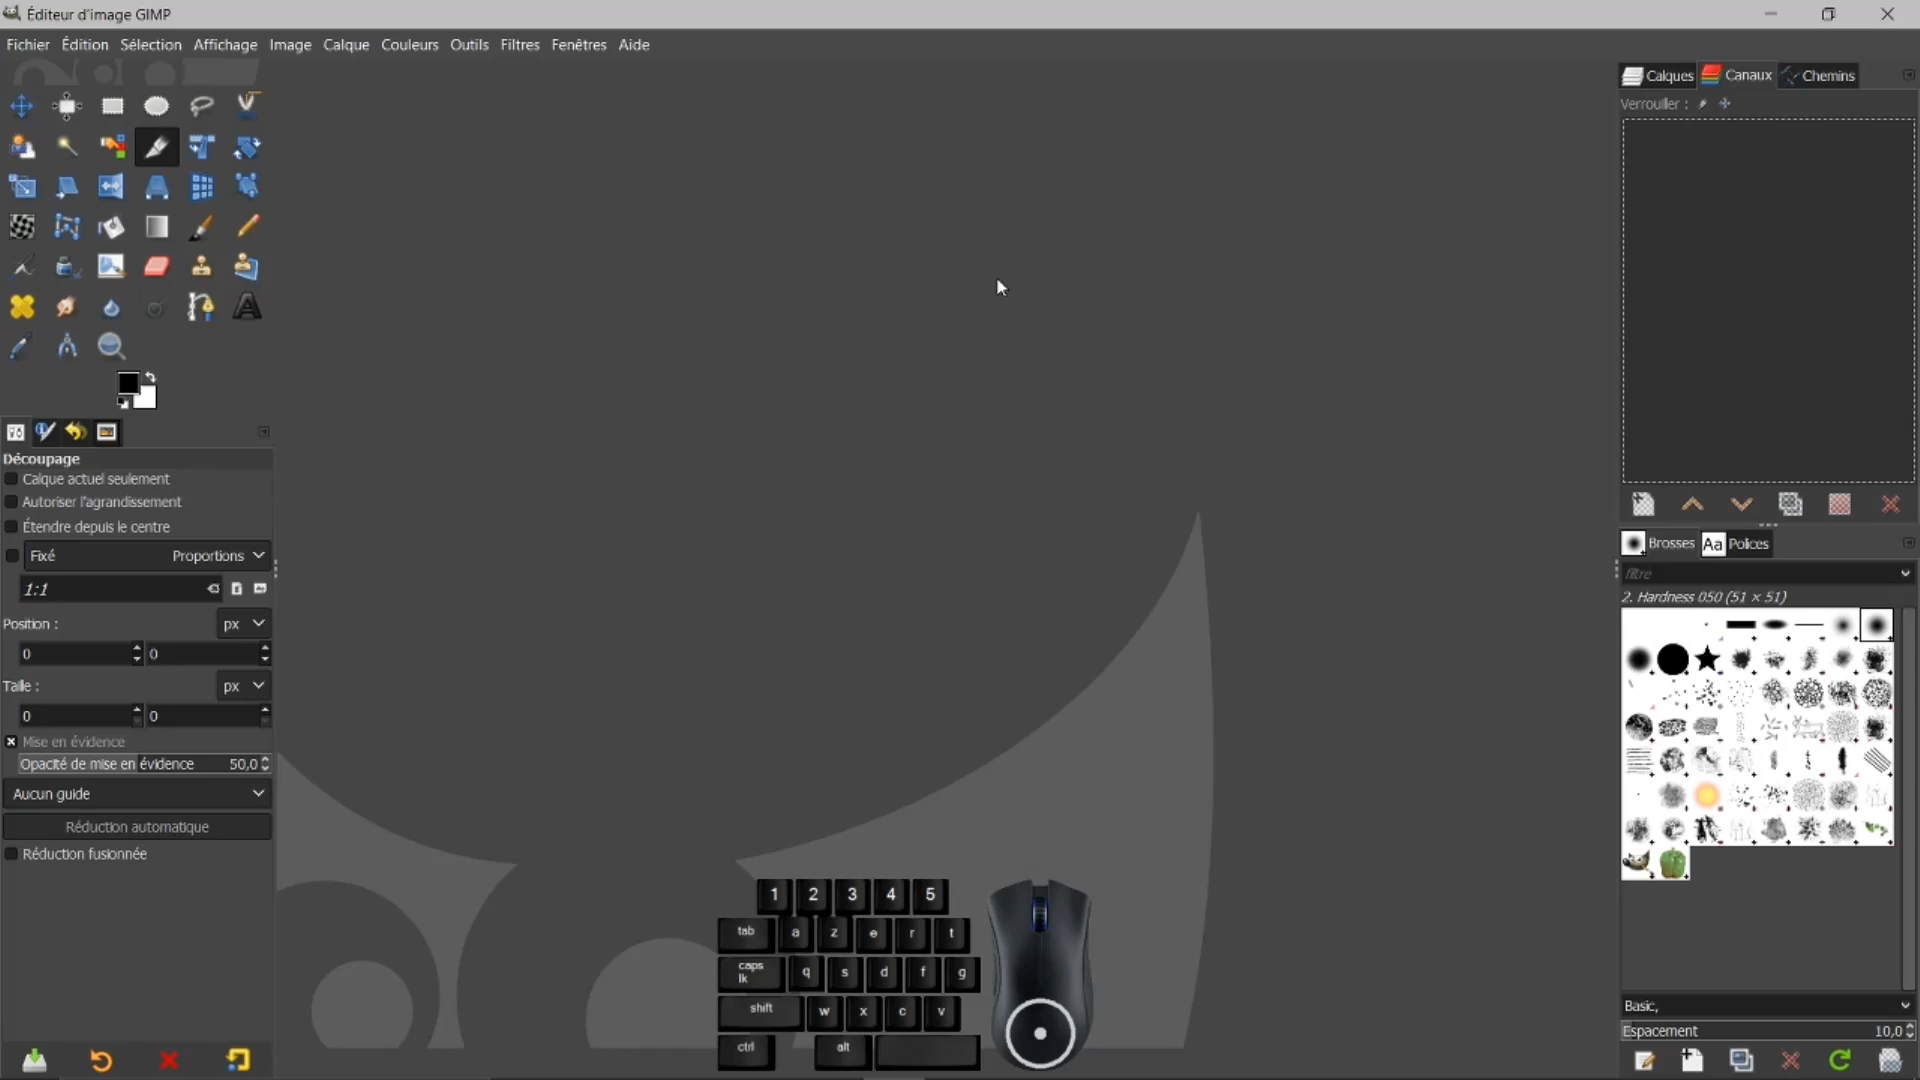 Éditeur d'image GIMP
Fichier Édition Sélection Affichage Image Calque Couleurs Outils Filtres Fenêtres Aide
Calques Canaux Chemins
Verrouiller :
Découpage
Calque actuel seulement
Autoriser l'agrandissement
Étendre depuis le centre
Fixé Proportions
1:1
Position : px
0 0
Taille : px
0 0
Mise en évidence
Opacité de mise en évidence 50,0
Aucun guide
Réduction automatique
Réduction fusionnée
1 2 3 4 5
tab a z e r t
caps lk q s d f g
shift w x c v
ctrl alt
Brosses Aa Polices
filtre
2. Hardness 050 (51 × 51)
Basic,
Espacement 10,0